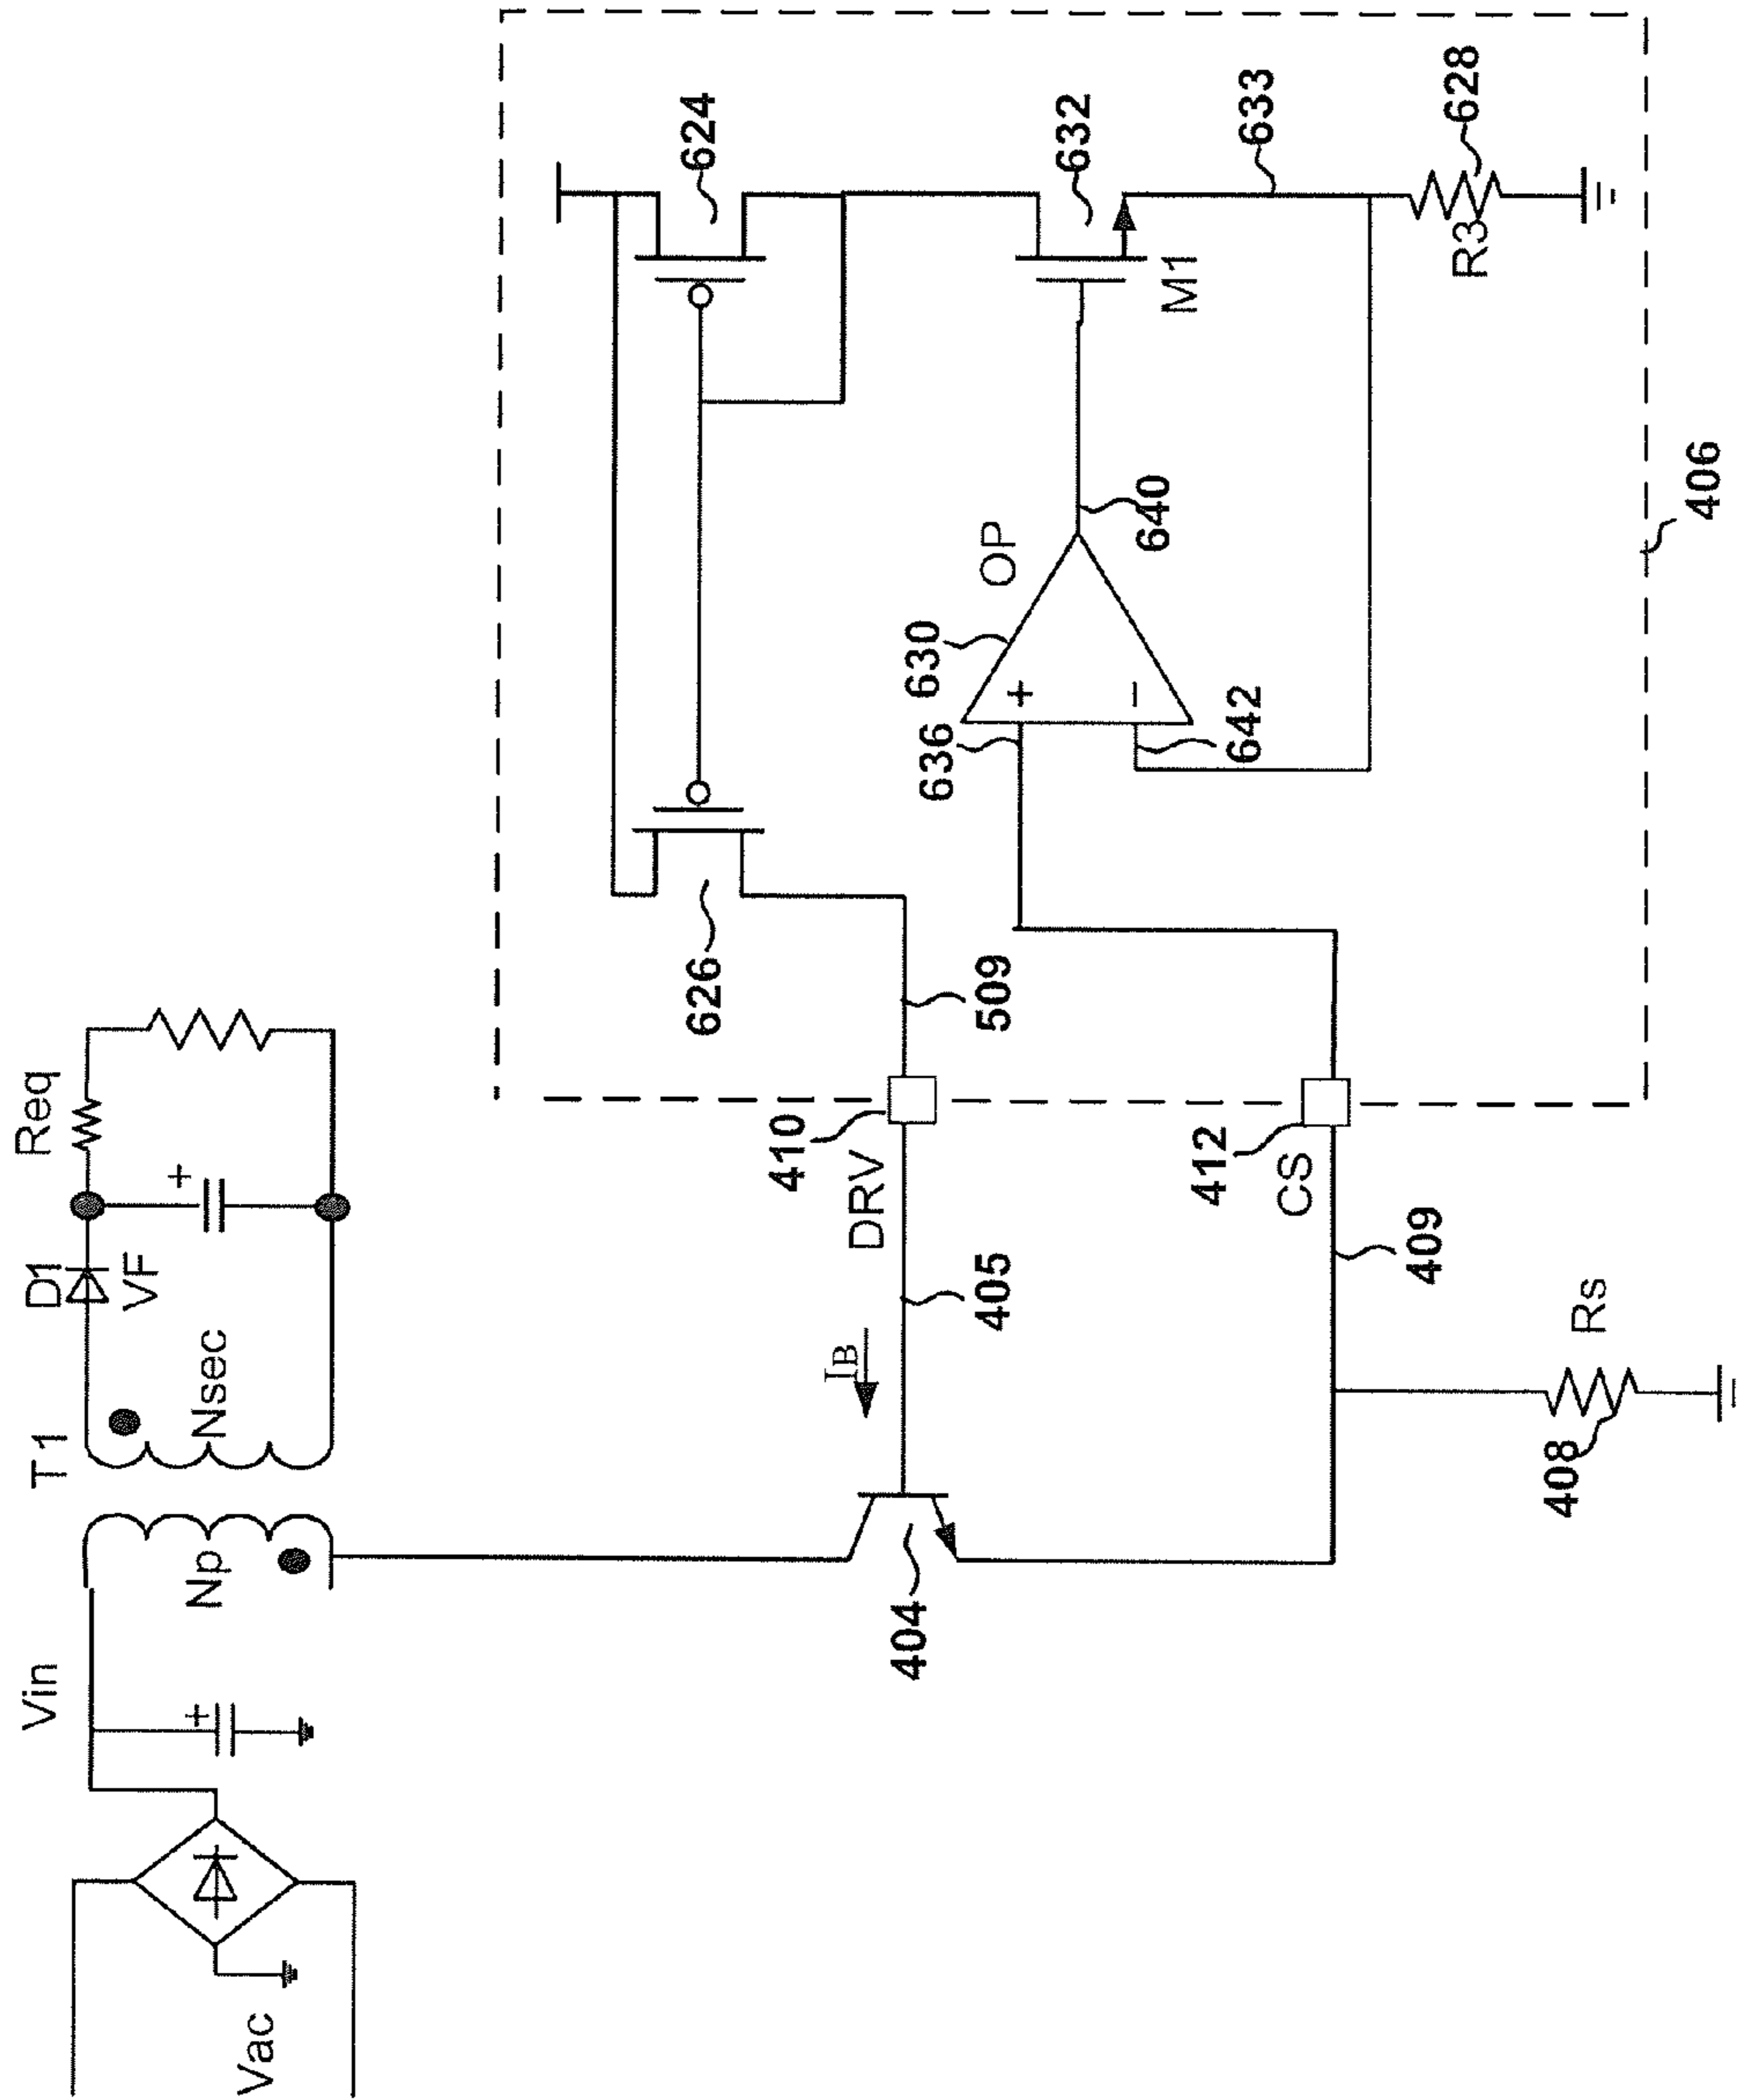 Vac
Vin
Np
T1
Nsec
D1
VF
+
Req
+
404
IB
405
DRV
410
509
626
624
632
M1
633
628
R3
OP
630
636
+
−
642
640
412
CS
409
Rs
408
406